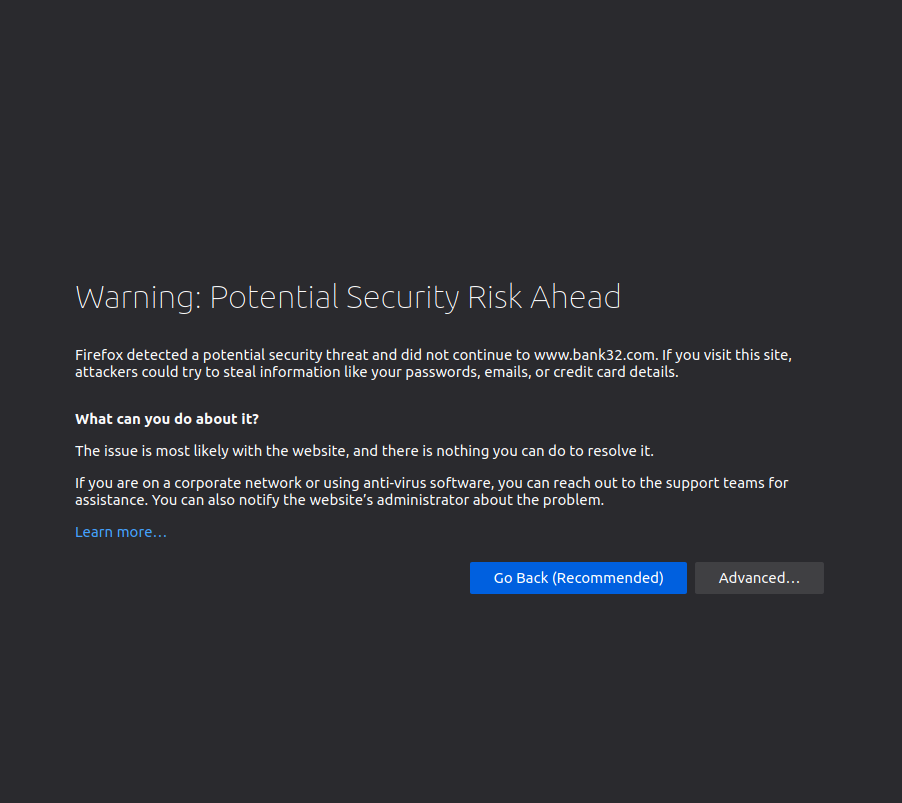 Warning: Potential Security Risk Ahead
Firefox detected a potential security threat and did not continue to www.bank32.com. If you visit this site,
attackers could try to steal information like your passwords, emails, or credit card details.
What can you do about it?
The issue is most likely with the website, and there is nothing you can do to resolve it.
If you are on a corporate network or using anti-virus software, you can reach out to the support teams for
assistance. You can also notify the website’s administrator about the problem.
Learn more…
Go Back (Recommended)
Advanced…